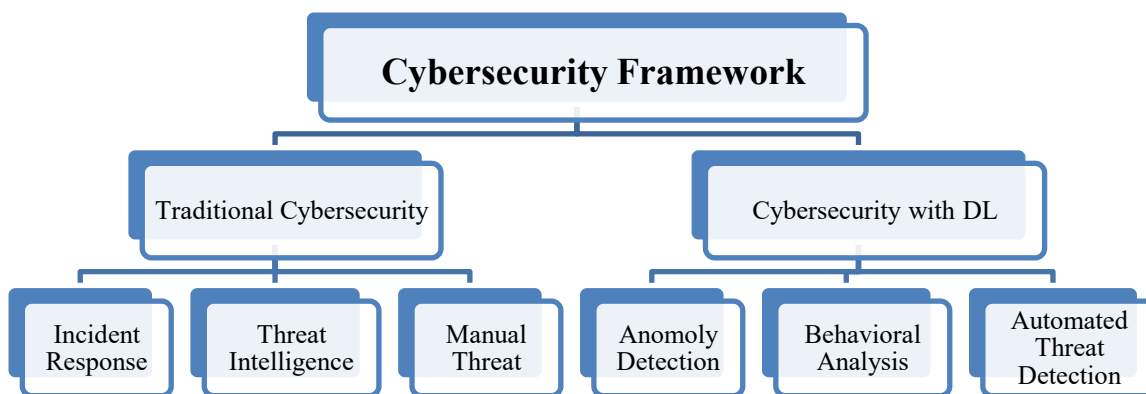 Cybersecurity Framework
Traditional Cybersecurity
Cybersecurity with DL
Incident
Response
Threat
Intelligence
Manual
Threat
Anomoly
Detection
Behavioral
Analysis
Automated
Threat
Detection